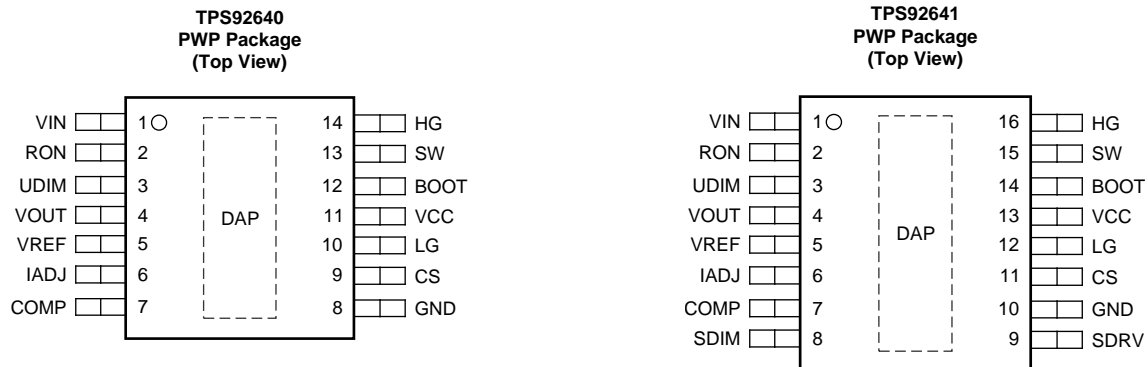 TPS92640
PWP Package
(Top View)
VIN 1 14 HG
RON 2 13 SW
UDIM 3 12 BOOT
VOUT 4 DAP 11 VCC
VREF 5 10 LG
IADJ 6 9 CS
COMP 7 8 GND
TPS92641
PWP Package
(Top View)
VIN 1 16 HG
RON 2 15 SW
UDIM 3 14 BOOT
VOUT 4 13 VCC
VREF 5 DAP 12 LG
IADJ 6 11 CS
COMP 7 10 GND
SDIM 8 9 SDRV